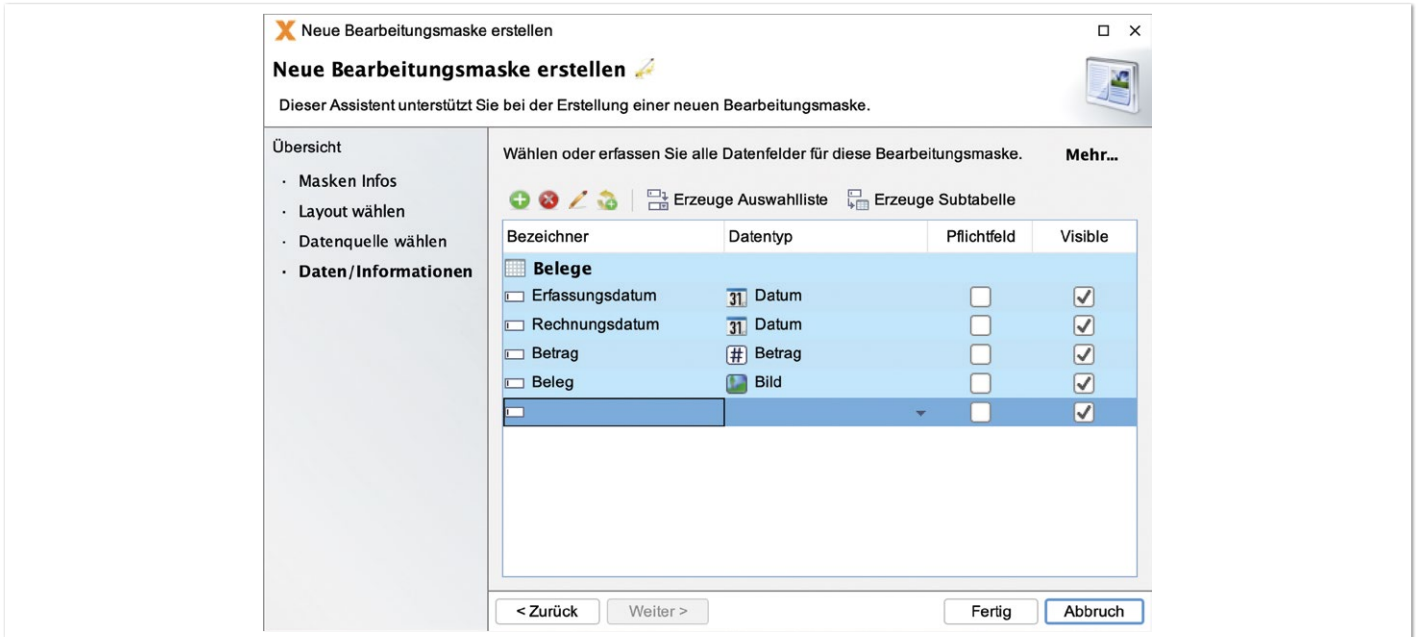 Neue Bearbeitungsmaske erstellen
Neue Bearbeitungsmaske erstellen
Dieser Assistent unterstützt Sie bei der Erstellung einer neuen Bearbeitungsmaske.
Übersicht
· Masken Infos
· Layout wählen
· Datenquelle wählen
· Daten/Informationen
Wählen oder erfassen Sie alle Datenfelder für diese Bearbeitungsmaske. Mehr...
Erzeuge Auswahlliste Erzeuge Subtabelle
Bezeichner Datentyp Pflichtfeld Visible
Belege
Erfassungsdatum 31 Datum
Rechnungsdatum 31 Datum
Betrag # Betrag
Beleg Bild
< Zurück Weiter > Fertig Abbruch